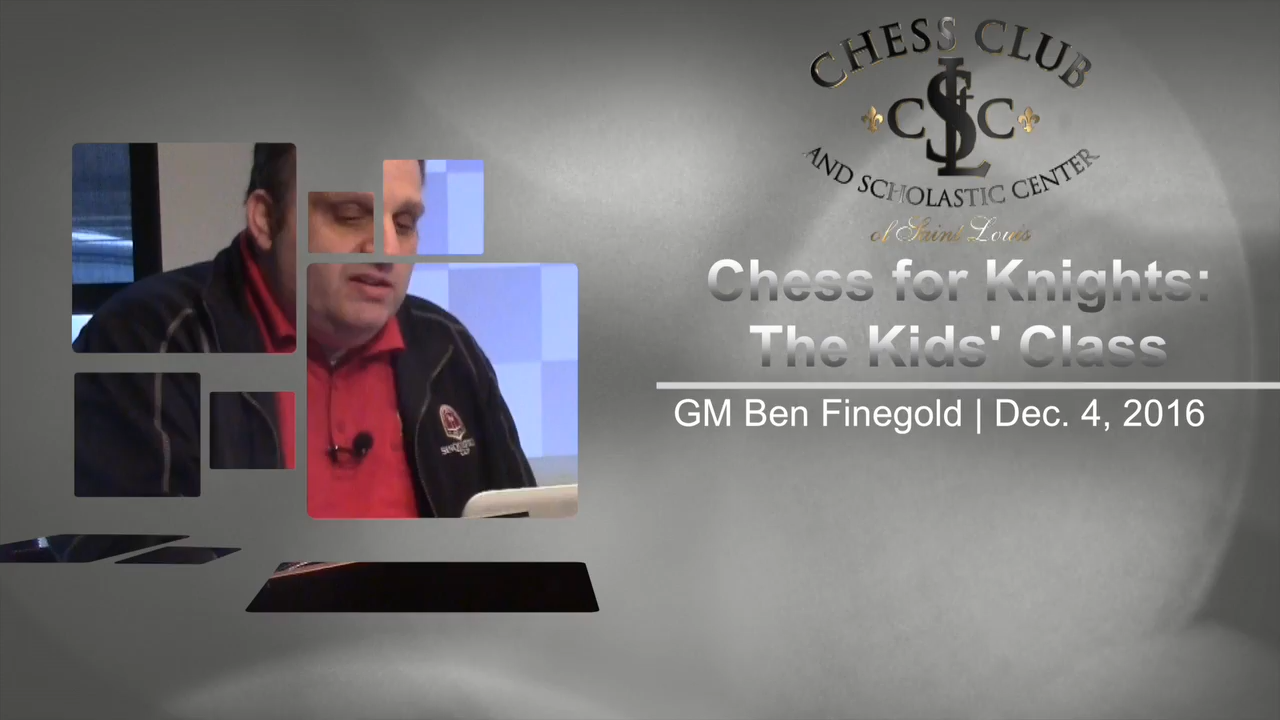 CHESS CLUB
CSTLC
AND SCHOLASTIC CENTER
of Saint Louis
Chess for Knights:
The Kids' Class
GM Ben Finegold | Dec. 4, 2016